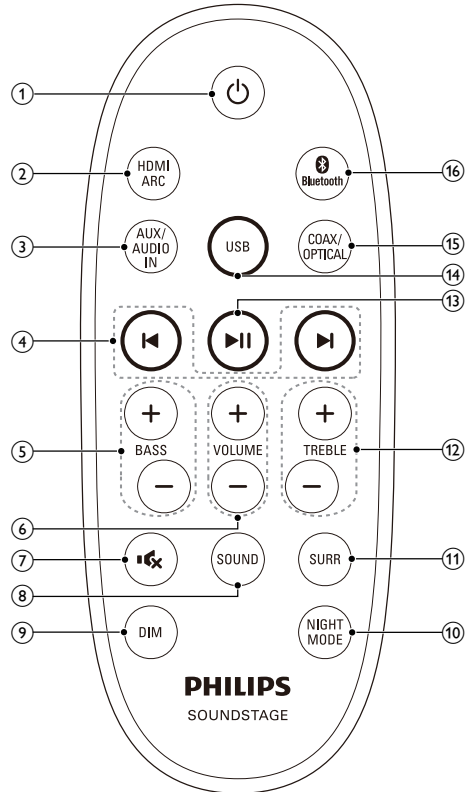 ①
②
HDMI
ARC
Bluetooth
⑯
③
AUX/
AUDIO
IN
USB
COAX/
OPTICAL
⑮
⑭
⑬
④
⑤
+
BASS
−
+
VOLUME
−
+
TREBLE
−
⑫
⑥
⑦
SOUND
SURR
⑪
⑧
⑨
DIM
NIGHT
MODE
⑩
PHILIPS
SOUNDSTAGE